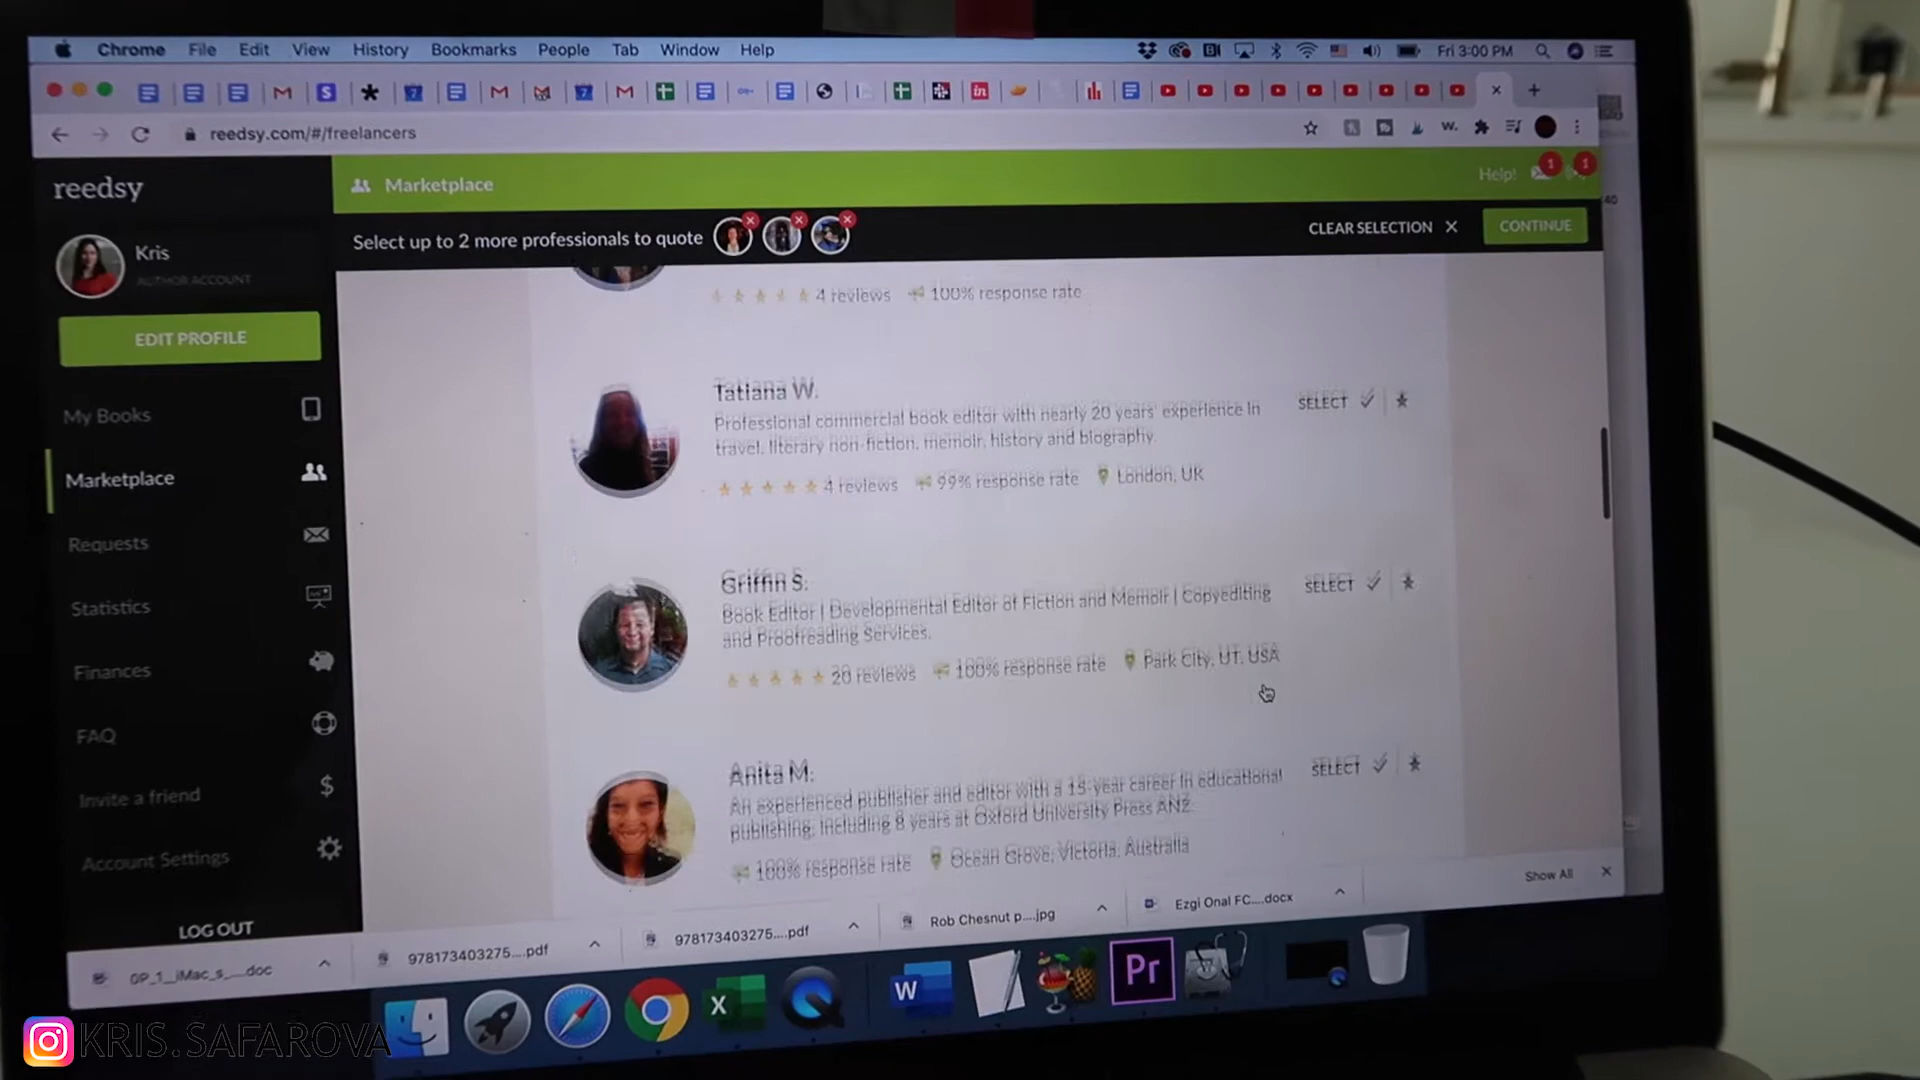 Chrome File Edit View History Bookmarks People Tab Window Help Fri 3:00 PM
reedsy.com/#/freelancers
reedsy
Marketplace
Help! 1 1
Select up to 2 more professionals to quote
CLEAR SELECTION
CONTINUE
Kris
AUTHOR ACCOUNT
EDIT PROFILE
My Books
Marketplace
Requests
Statistics
Finances
FAQ
Invite a friend
Account Settings
LOG OUT
4 reviews 100% response rate
Tatiana W.
Professional commercial book editor with nearly 20 years' experience in
travel, literary non-fiction, memoir, history and biography.
4 reviews 99% response rate London, UK
SELECT
Griffin S.
Book Editor | Developmental Editor of Fiction and Memoir | Copyediting
and Proofreading Services.
20 reviews 100% response rate Park City, UT, USA
SELECT
Anita M.
An experienced publisher and editor with a 15-year career in educational
publishing, including 8 years at Oxford University Press ANZ.
100% response rate Ocean Grove, Victoria, Australia
SELECT
Show All
0P_1__iMac_s_....doc
978173403275....pdf
978173403275....pdf
Rob Chesnut p....jpg
Ezgi Onal FC....docx
X
W
Pr
KRIS.SAFAROVA